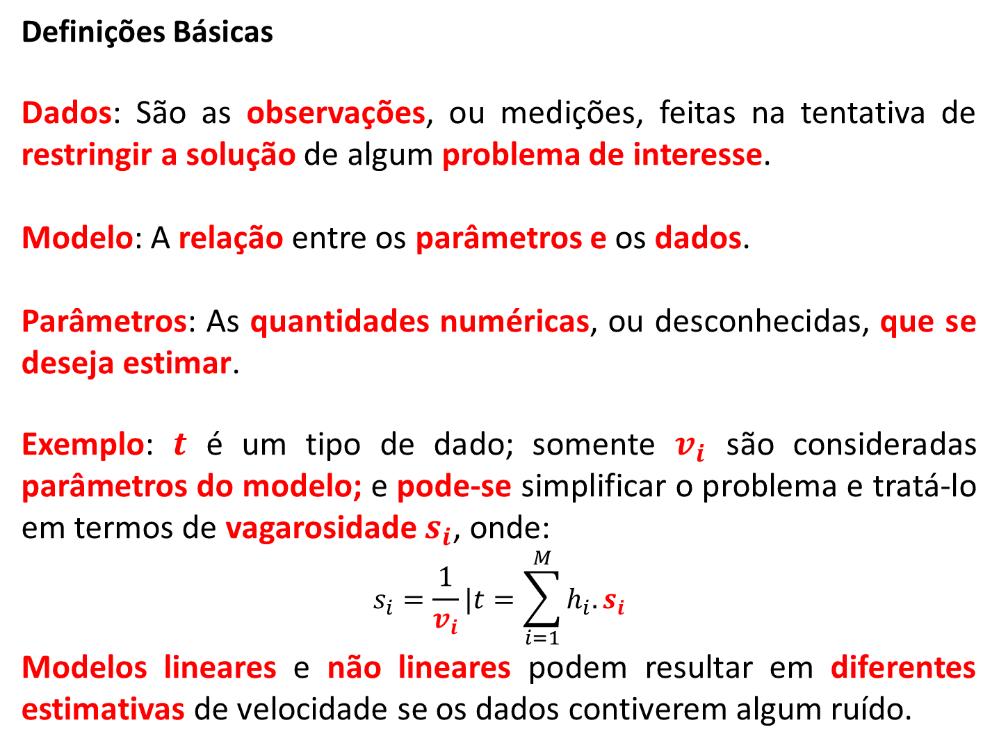 Definições Básicas
Dados: São as observações, ou medições, feitas na tentativa de
restringir a solução de algum problema de interesse.
Modelo: A relação entre os parâmetros e os dados.
Parâmetros: As quantidades numéricas, ou desconhecidas, que se
deseja estimar.
Exemplo: t é um tipo de dado; somente v_i são consideradas
parâmetros do modelo; e pode-se simplificar o problema e tratá-lo
em termos de vagarosidade s_i, onde:
s_i = 1/v_i |t = ∑_{i=1}^{M} h_i. s_i
Modelos lineares e não lineares podem resultar em diferentes
estimativas de velocidade se os dados contiverem algum ruído.